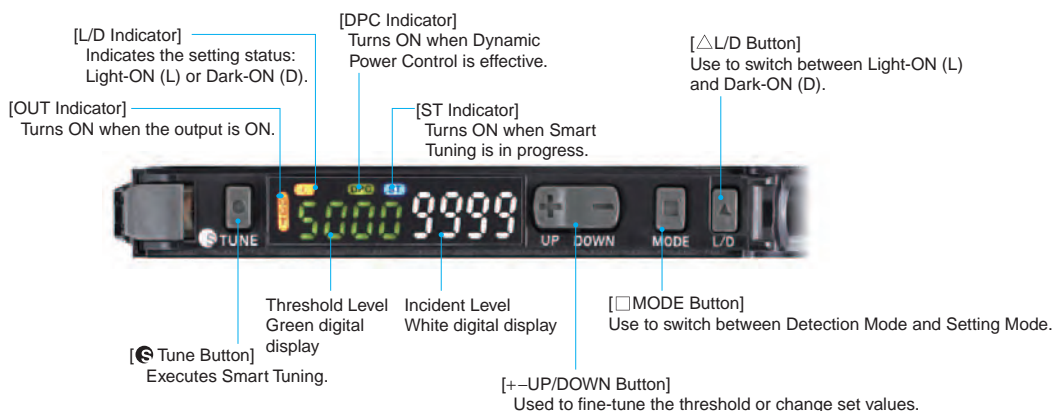 [DPC Indicator]
Turns ON when Dynamic
Power Control is effective.
[L/D Indicator]
Indicates the setting status:
Light-ON (L) or Dark-ON (D).
[△L/D Button]
Use to switch between Light-ON (L)
and Dark-ON (D).
[OUT Indicator]
Turns ON when the output is ON.
[ST Indicator]
Turns ON when Smart
Tuning is in progress.
L DPC ST
OUT
5000 9999
S TUNE
UP DOWN
MODE
L/D
Threshold Level
Green digital
display
Incident Level
White digital display
[□MODE Button]
Use to switch between Detection Mode and Setting Mode.
[S Tune Button]
Executes Smart Tuning.
[+−UP/DOWN Button]
Used to fine-tune the threshold or change set values.